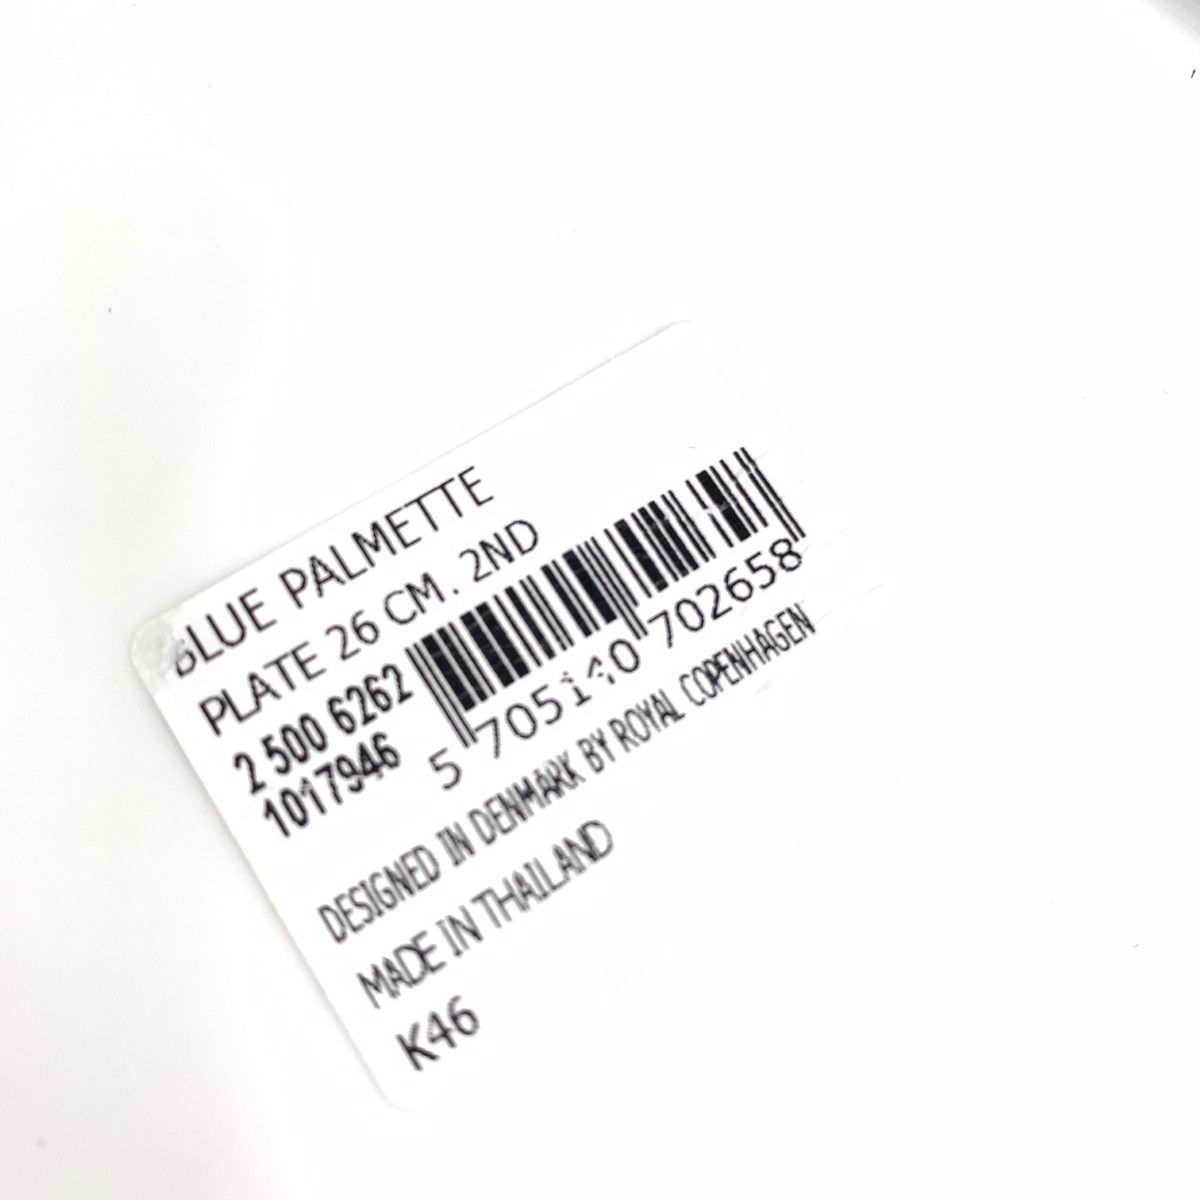 BLUE PALMETTE
PLATE 26 CM. 2ND
2 500 6262
1017946
5 705140 702658
DESIGNED IN DENMARK BY ROYAL COPENHAGEN
MADE IN THAILAND
K46